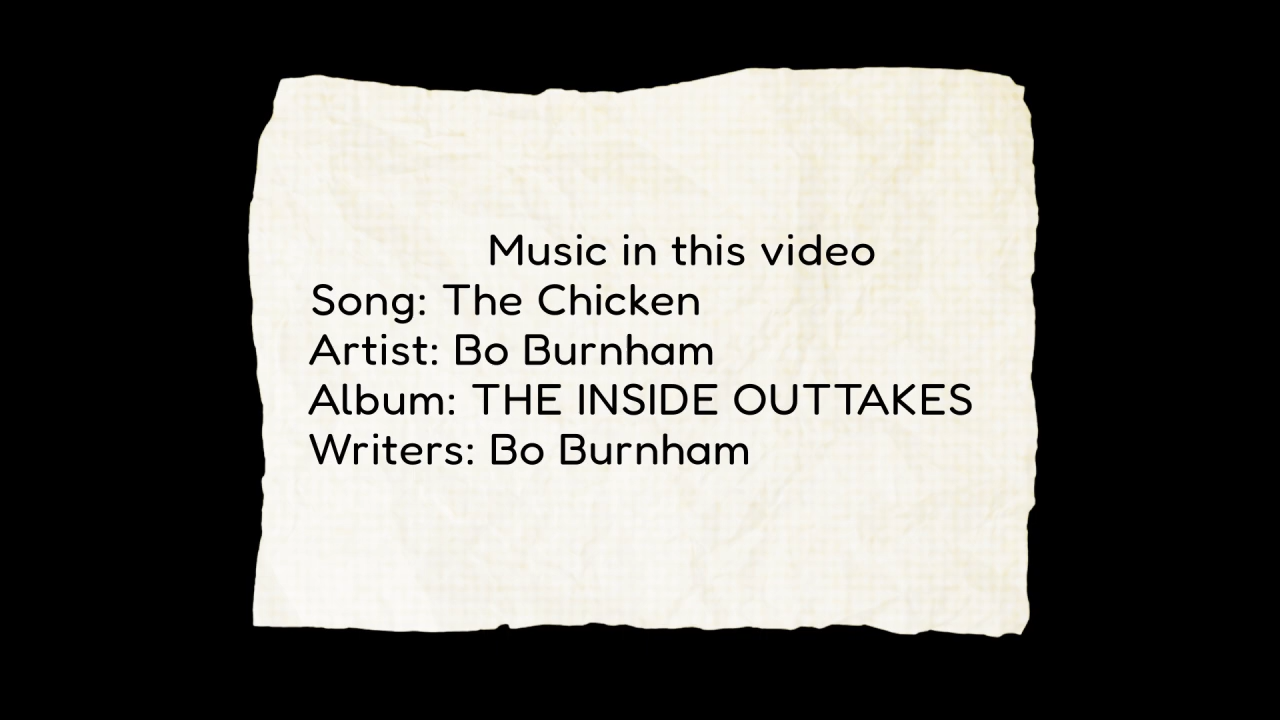 Music in this video
Song: The Chicken
Artist: Bo Burnham
Album: THE INSIDE OUTTAKES
Writers: Bo Burnham